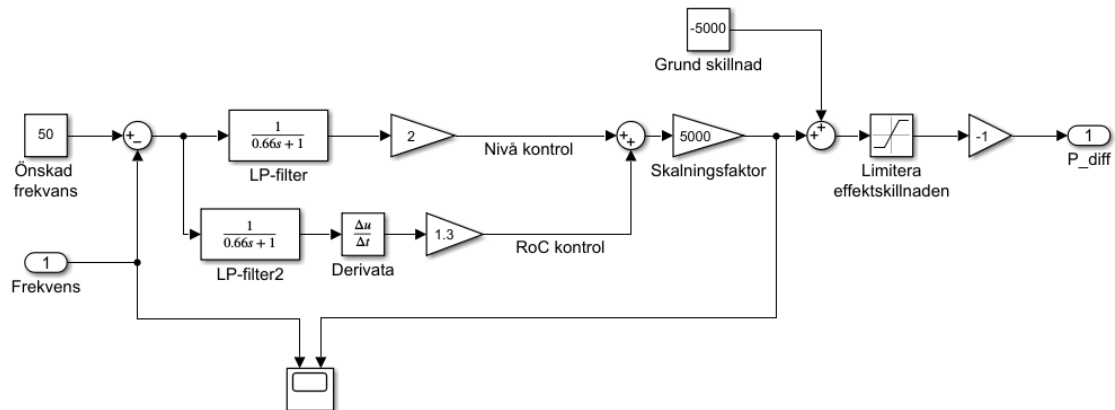 -5000
Grund skillnad
50
Önskad
frekvans
+
−
1
0.66s + 1
LP-filter
2
Nivå kontrol
+
+
5000
Skalningsfaktor
+
+
Limitera
effektskillnaden
-1
1
P_diff
1
0.66s + 1
LP-filter2
Δu
Δt
Derivata
1.3
RoC kontrol
1
Frekvens